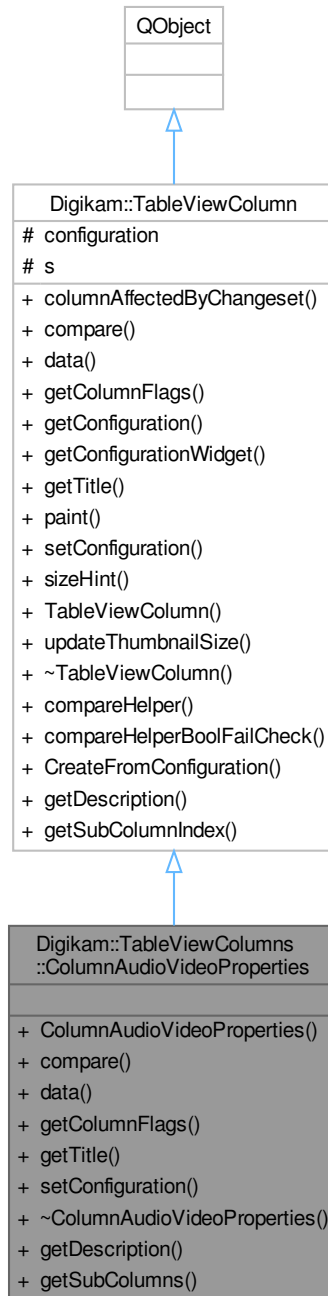 QObject
Digikam::TableViewColumn
# configuration
# s
+ columnAffectedByChangeset()
+ compare()
+ data()
+ getColumnFlags()
+ getConfiguration()
+ getConfigurationWidget()
+ getTitle()
+ paint()
+ setConfiguration()
+ sizeHint()
+ TableViewColumn()
+ updateThumbnailSize()
+ ~TableViewColumn()
+ compareHelper()
+ compareHelperBoolFailCheck()
+ CreateFromConfiguration()
+ getDescription()
+ getSubColumnIndex()
Digikam::TableViewColumns
::ColumnAudioVideoProperties
+ ColumnAudioVideoProperties()
+ compare()
+ data()
+ getColumnFlags()
+ getTitle()
+ setConfiguration()
+ ~ColumnAudioVideoProperties()
+ getDescription()
+ getSubColumns()